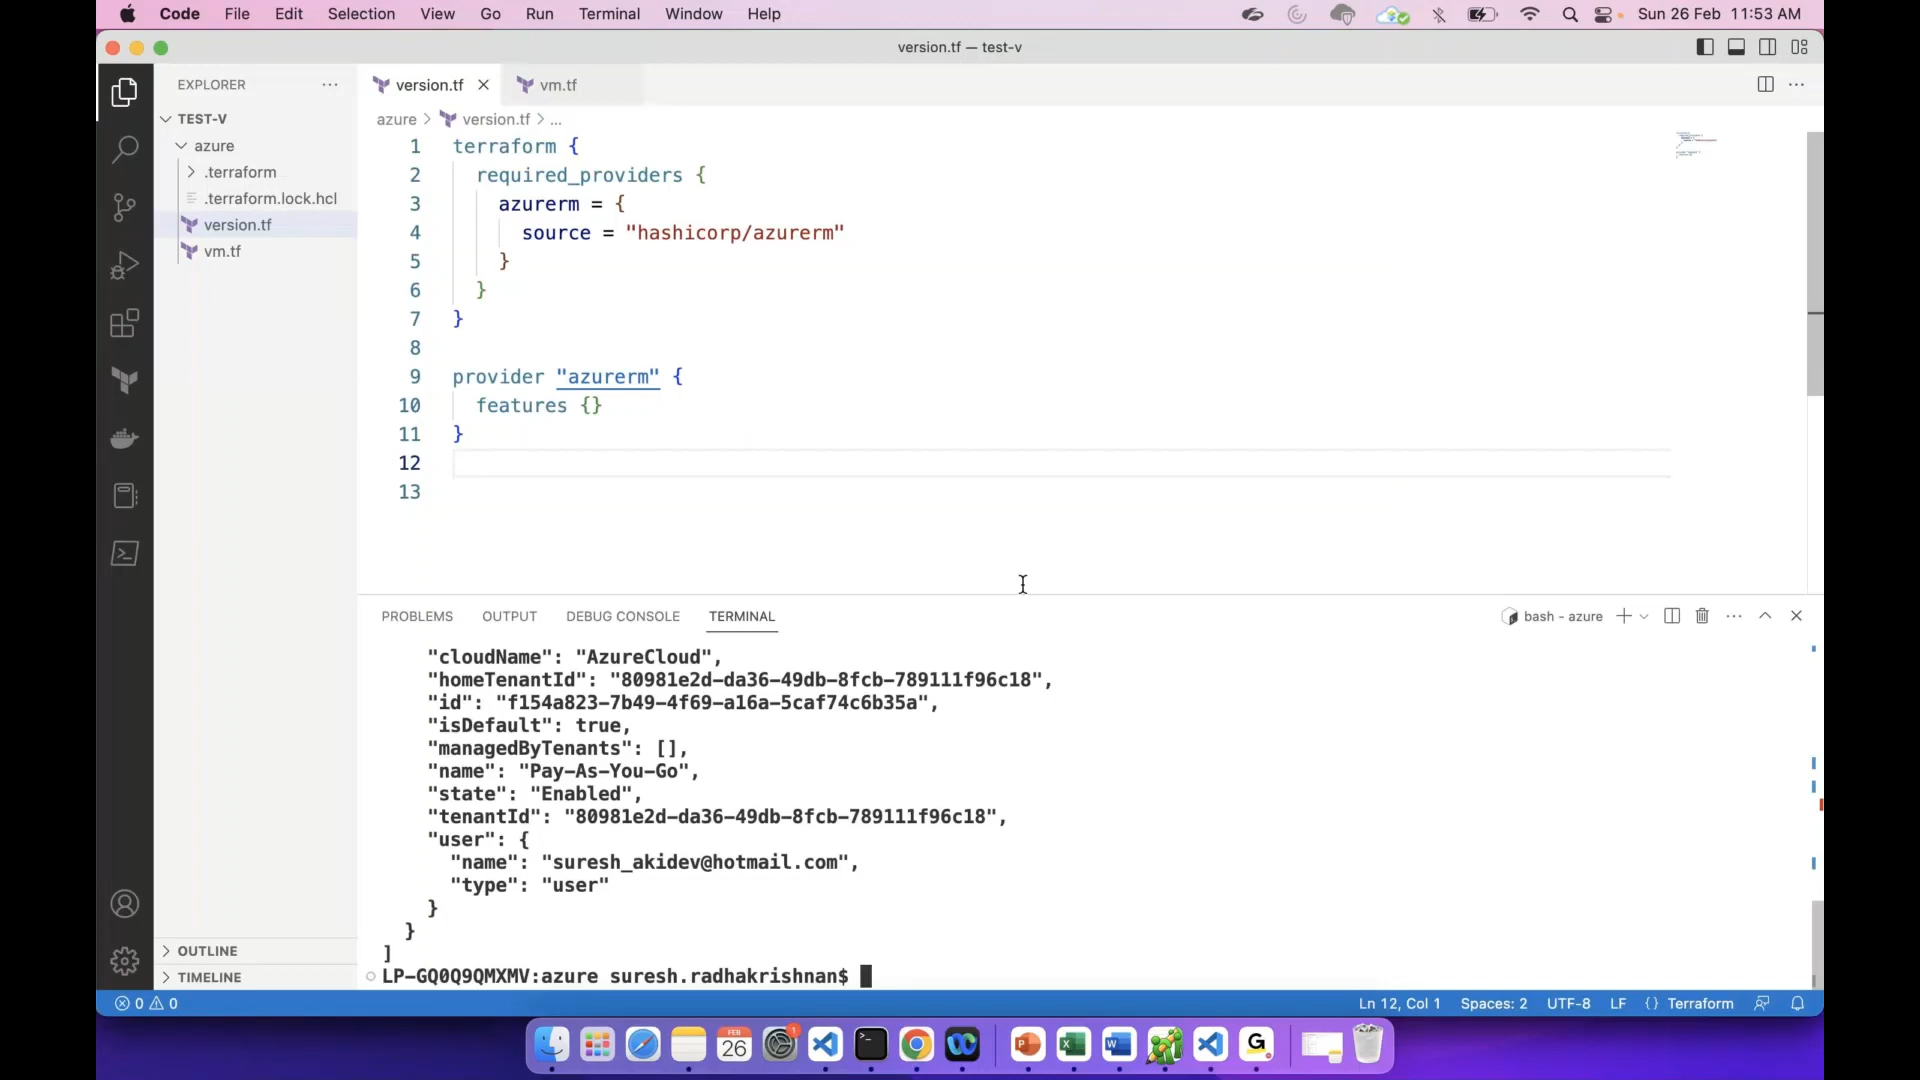 Code File Edit Selection View Go Run Terminal Window Help Sun 26 Feb 11:53 AM
version.tf — test-v
EXPLORER ···
version.tf
vm.tf
TEST-V
azure
.terraform
.terraform.lock.hcl
version.tf
vm.tf
azure > version.tf > ...
1 terraform {
2 required_providers {
3 azurerm = {
4 source = "hashicorp/azurerm"
5 }
6 }
7 }
8
9 provider "azurerm" {
10 features {}
11 }
12
13
PROBLEMS OUTPUT DEBUG CONSOLE TERMINAL bash - azure
"cloudName": "AzureCloud",
"homeTenantId": "80981e2d-da36-49db-8fcb-789111f96c18",
"id": "f154a823-7b49-4f69-a16a-5caf74c6b35a",
"isDefault": true,
"managedByTenants": [],
"name": "Pay-As-You-Go",
"state": "Enabled",
"tenantId": "80981e2d-da36-49db-8fcb-789111f96c18",
"user": {
"name": "suresh_akidev@hotmail.com",
"type": "user"
}
}
]
LP-GQ0Q9QMXMV:azure suresh.radhakrishnan$
OUTLINE
TIMELINE
0 0 Ln 12, Col 1 Spaces: 2 UTF-8 LF {} Terraform
FEB
26
1
P
X
W
G